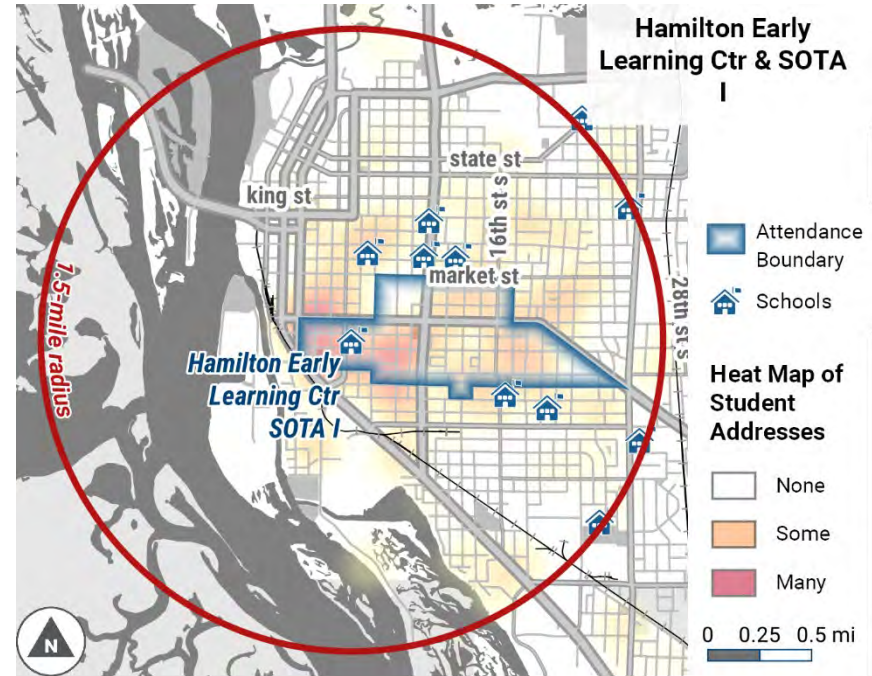 Hamilton Early
Learning Ctr & SOTA
I
state st
king st
16th st s
market st
28th st s
1.5-mile radius
Hamilton Early
Learning Ctr
SOTA I
Attendance
Boundary
Schools
Heat Map of
Student
Addresses
None
Some
Many
0 0.25 0.5 mi
N